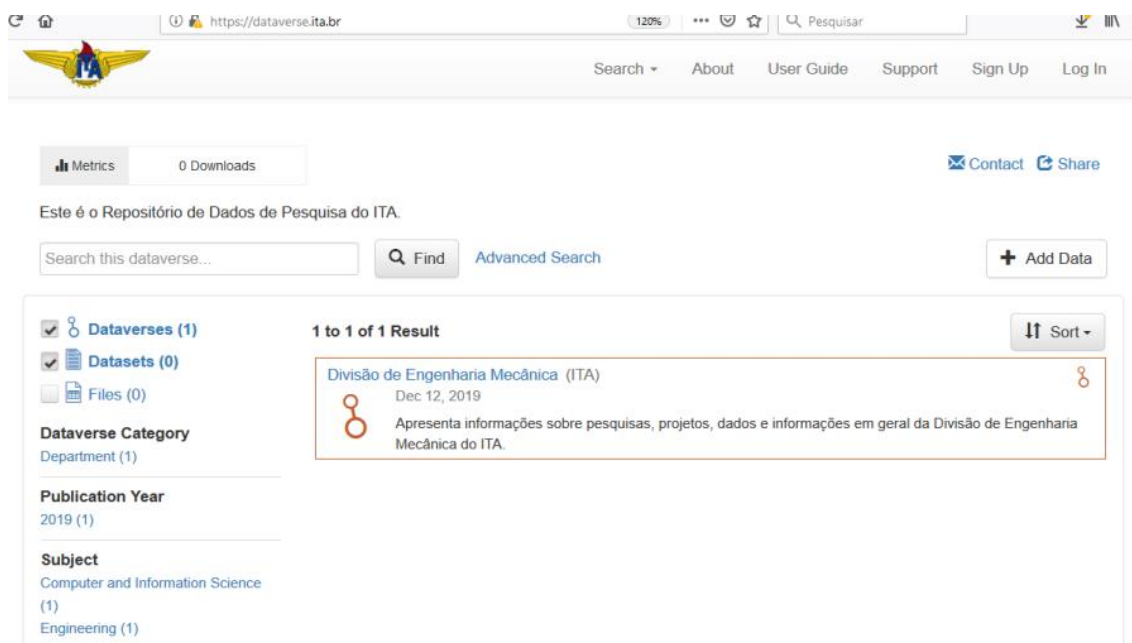 https://dataverse.ita.br 120% Pesquisar
ITA
Search About User Guide Support Sign Up Log In
Metrics 0 Downloads Contact Share
Este é o Repositório de Dados de Pesquisa do ITA.
Search this dataverse... Find Advanced Search Add Data
Dataverses (1)
Datasets (0)
Files (0)
Dataverse Category
Department (1)
Publication Year
2019 (1)
Subject
Computer and Information Science
(1)
Engineering (1)
1 to 1 of 1 Result Sort
Divisão de Engenharia Mecânica (ITA)
Dec 12, 2019
Apresenta informações sobre pesquisas, projetos, dados e informações em geral da Divisão de Engenharia
Mecânica do ITA.